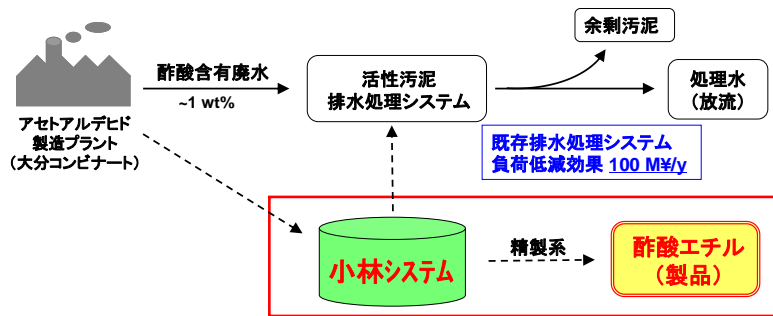 余剰汚泥
酢酸含有廃水
~1 wt%
活性汚泥
排水処理システム
処理水
(放流)
アセトアルデヒド
製造プラント
(大分コンビナート)
既存排水処理システム
負荷低減効果 100 M¥/y
小林システム
精製系
酢酸エチル
(製品)